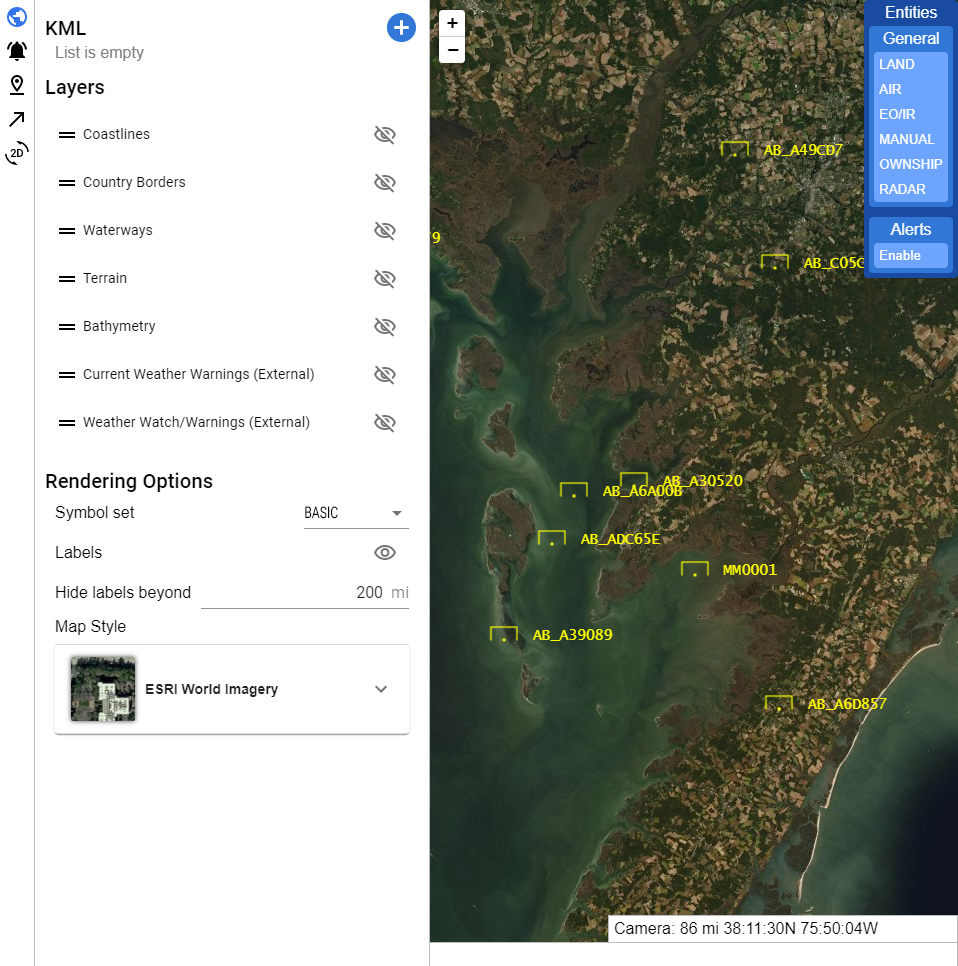 2D
KML
List is empty
Layers
Coastlines
Country Borders
Waterways
Terrain
Bathymetry
Current Weather Warnings (External)
Weather Watch/Warnings (External)
Rendering Options
Symbol set BASIC
Labels
Hide labels beyond 200 mi
Map Style
ESRI World Imagery
+
−
Entities
General
LAND
AIR
EO/IR
MANUAL
OWNSHIP
RADAR
Alerts
Enable
AB_A49CD7
9
AB_C05C
AB_A30520
AB_A6A00B
AB_ADC65E
MM0001
AB_A39089
AB_A6D857
Camera: 86 mi 38:11:30N 75:50:04W